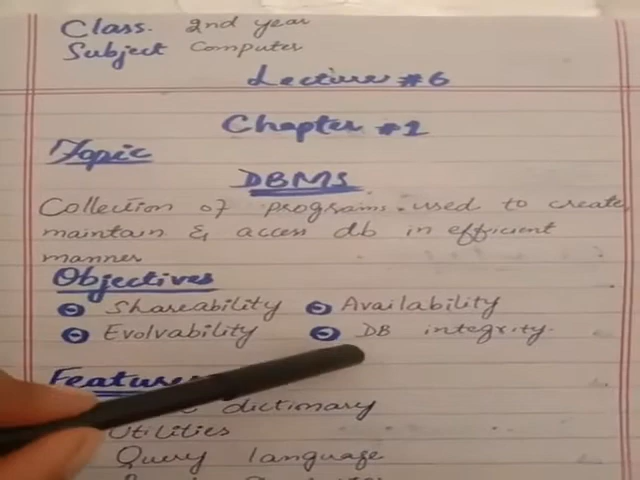 Class. 2nd year
Subject Computer
Lecture #6
Chapter #1
Topic
DBMS
Collection of programs used to create,
maintain & access db in efficient
manner
Objectives
Shareability Availability
Evolvability DB integrity.
dictionary
Utilities
Query language